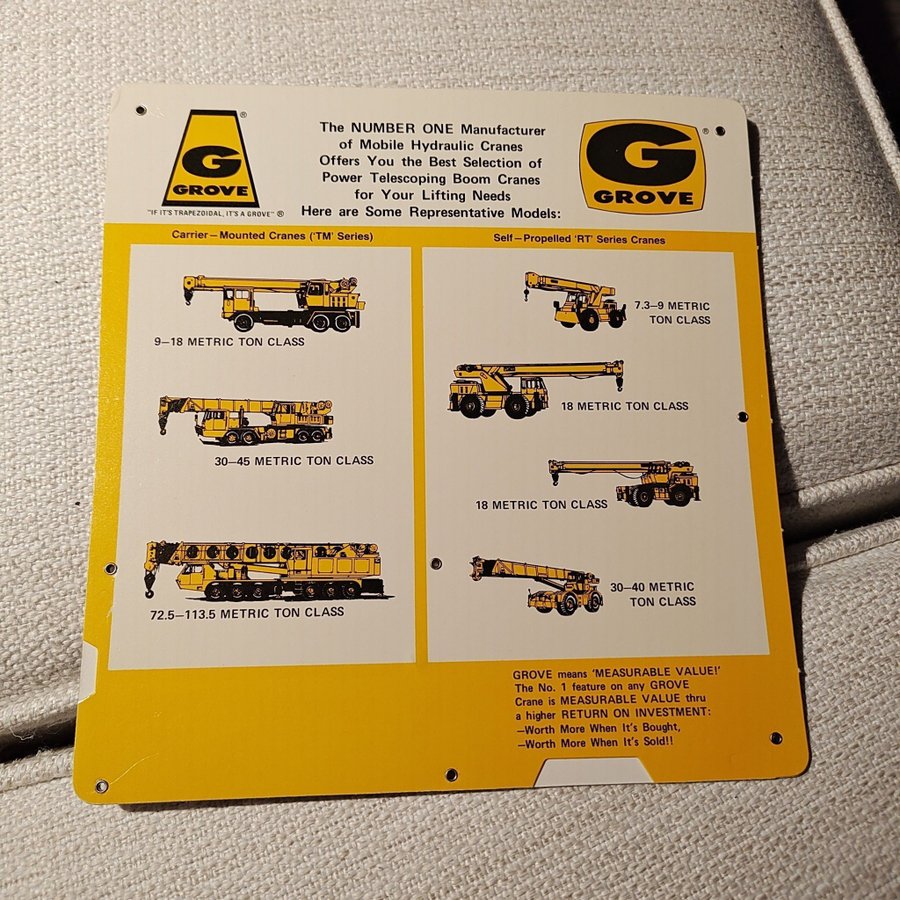 G
GROVE
®
"IF IT'S TRAPEZOIDAL, IT'S A GROVE" ®
The NUMBER ONE Manufacturer
of Mobile Hydraulic Cranes
Offers You the Best Selection of
Power Telescoping Boom Cranes
for Your Lifting Needs
Here are Some Representative Models:
G
GROVE
®
Carrier–Mounted Cranes ('TM' Series)
9–18 METRIC TON CLASS
30–45 METRIC TON CLASS
72.5–113.5 METRIC TON CLASS
Self–Propelled 'RT' Series Cranes
7.3–9 METRIC
TON CLASS
18 METRIC TON CLASS
18 METRIC TON CLASS
30–40 METRIC
TON CLASS
GROVE means 'MEASURABLE VALUE!'
The No. 1 feature on any GROVE
Crane is MEASURABLE VALUE thru
a higher RETURN ON INVESTMENT:
–Worth More When It's Bought,
–Worth More When It's Sold!!